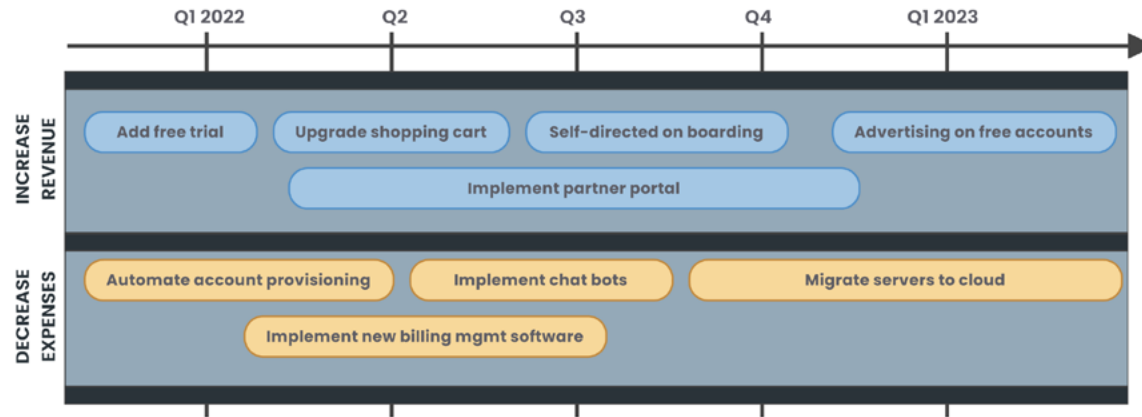 Q1 2022
Q2
Q3
Q4
Q1 2023
INCREASE
REVENUE
Add free trial
Upgrade shopping cart
Self-directed on boarding
Advertising on free accounts
Implement partner portal
DECREASE
EXPENSES
Automate account provisioning
Implement chat bots
Migrate servers to cloud
Implement new billing mgmt software